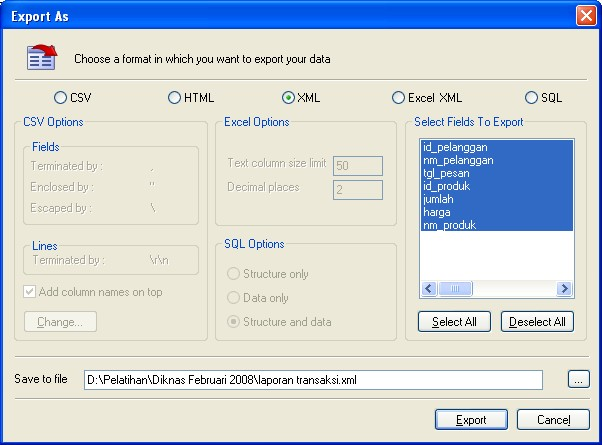 Export As
Choose a format in which you want to export your data
CSV
HTML
XML
Excel XML
SQL
CSV Options
Fields
Terminated by : ,
Enclosed by : "
Escaped by : \
Lines
Terminated by : \r\n
Add column names on top
Change...
Excel Options
Text column size limit 50
Decimal places 2
SQL Options
Structure only
Data only
Structure and data
Select Fields To Export
id_pelanggan
nm_pelanggan
tgl_pesan
id_produk
jumlah
harga
nm_produk
Select All
Deselect All
Save to file D:\Pelatihan\Diknas Februari 2008\laporan transaksi.xml ...
Export
Cancel